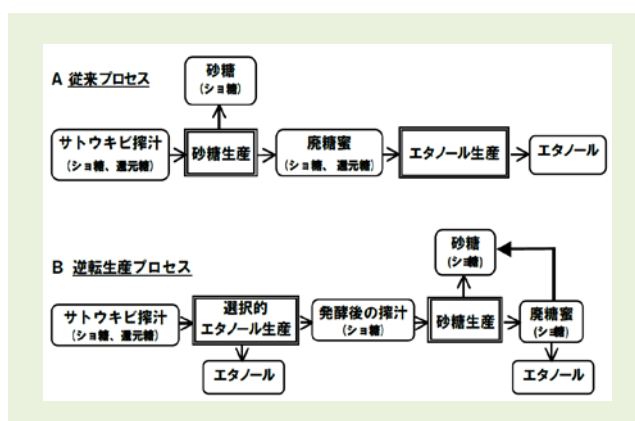 A 従来プロセス
砂糖
(ショ糖)
サトウキビ搾汁
(ショ糖、還元糖)
砂糖生産
廃糖蜜
(ショ糖、 還元糖)
エタノール生産
エタノール
B 逆転生産プロセス
砂糖
(ショ糖)
サトウキビ搾汁
(ショ糖、還元糖)
選択的
エタノール生産
発酵後の搾汁
(ショ糖)
砂糖生産
廃糖蜜
(ショ糖)
エタノール
エタノール